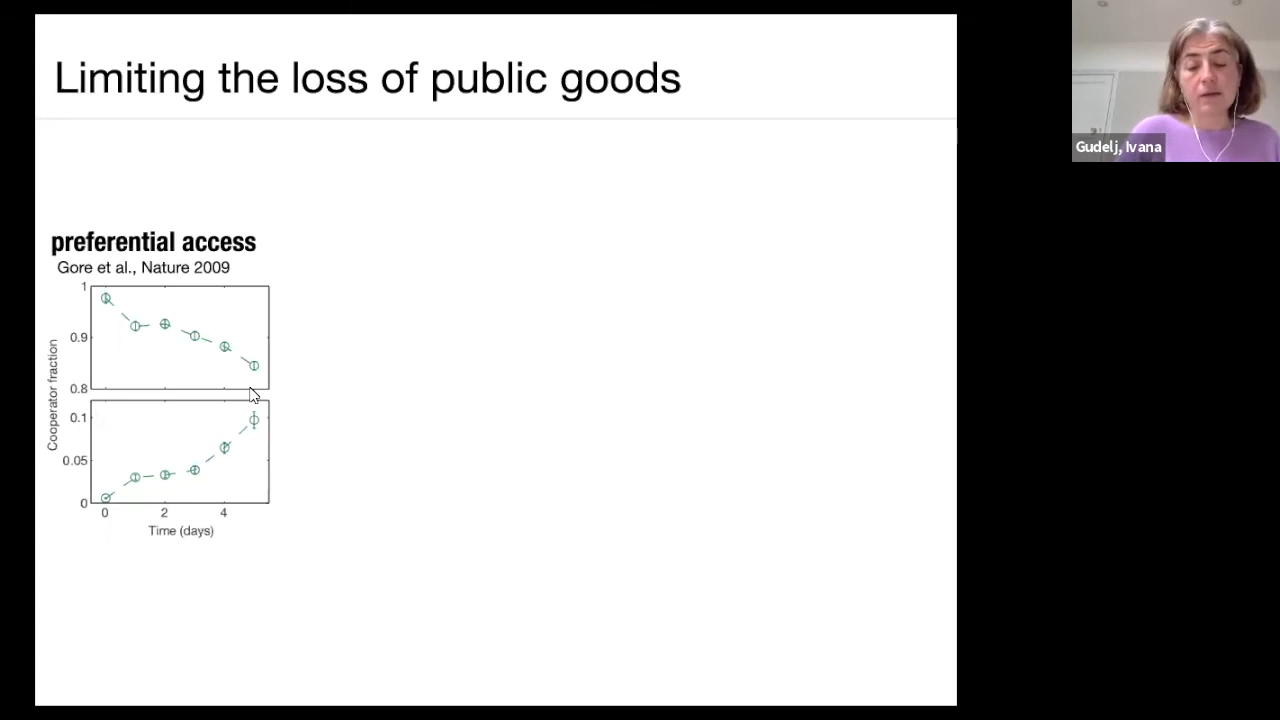 Limiting the loss of public goods
Gudelj, Ivana
preferential access
Gore et al., Nature 2009
1
0.9
0.8
0.1
0.05
0
Cooperator fraction
0 2 4
Time (days)